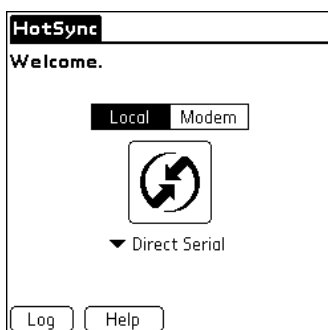 HotSync
Welcome.
Local Modem
Direct Serial
Log Help